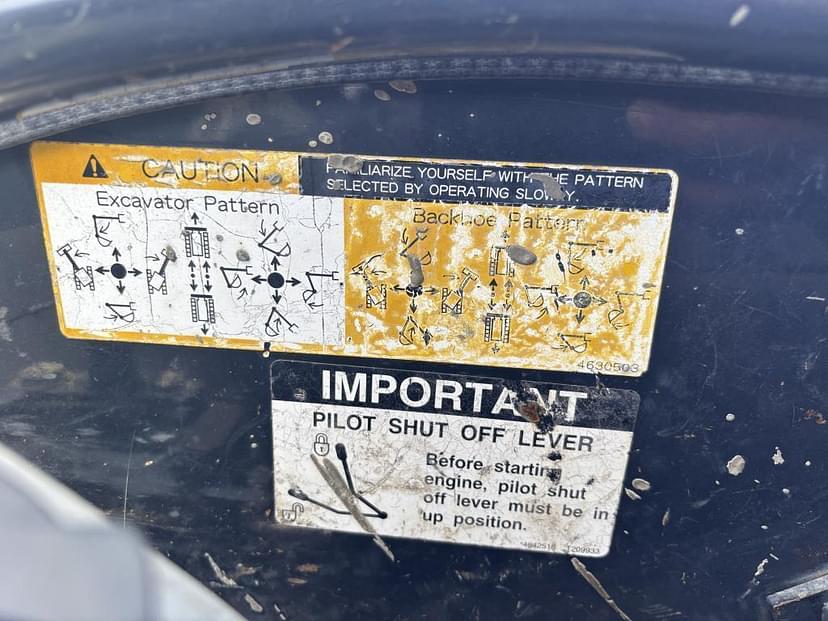 CAUTION
FAMILIARIZE YOURSELF WITH THE PATTERN
SELECTED BY OPERATING SLOWLY.
Excavator Pattern
Backhoe Pattern
4630503
IMPORTANT
PILOT SHUT OFF LEVER
Before starting
engine, pilot shut
off lever must be in
up position.
T209933